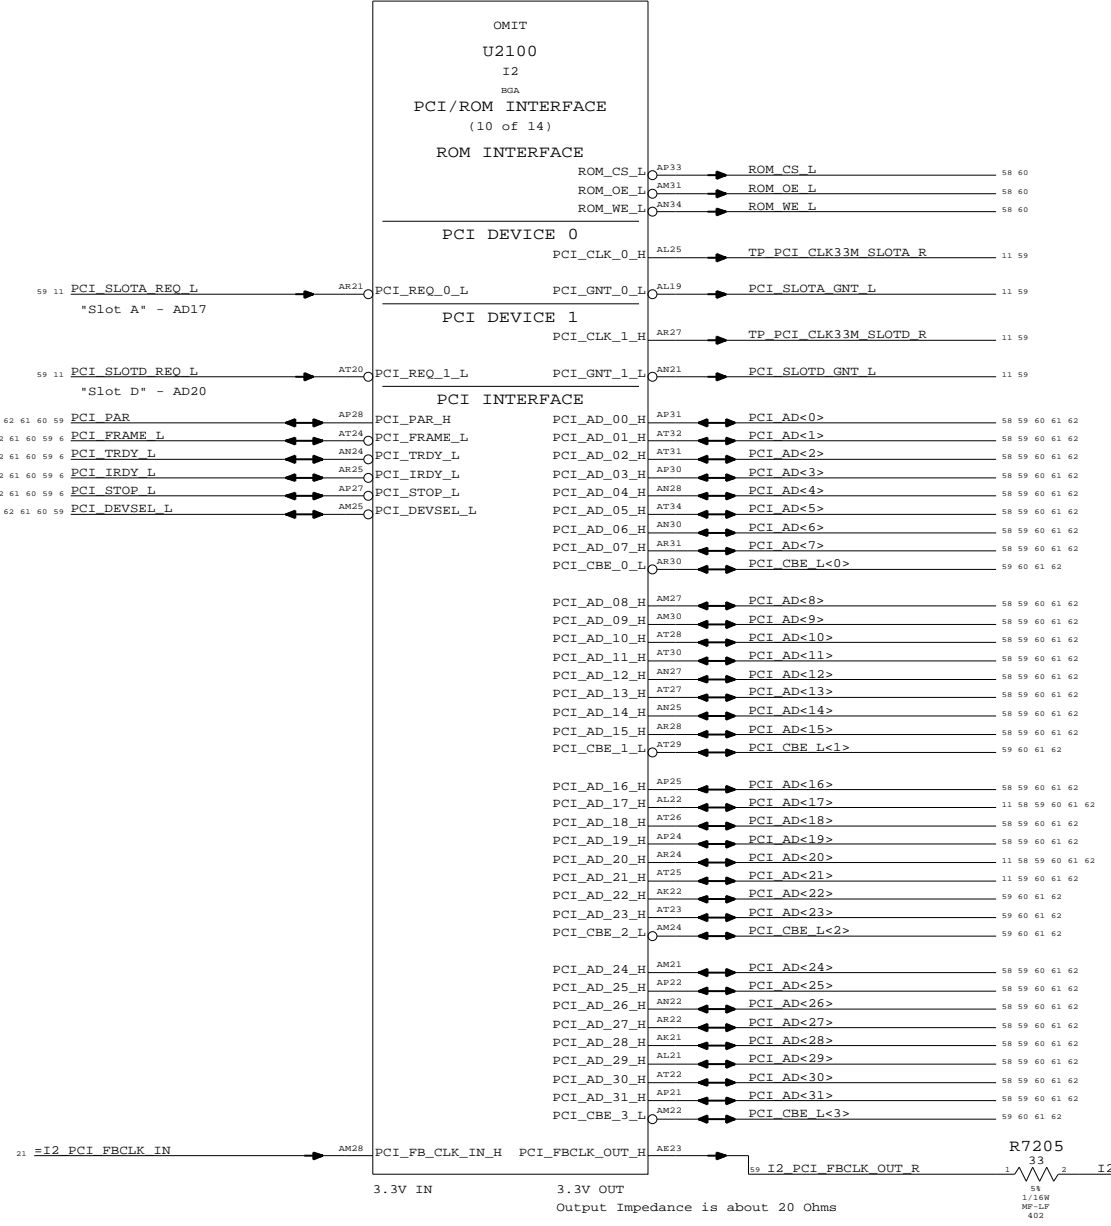 OMIT
U2100
I2
BGA
PCI/ROM INTERFACE
(10 of 14)
ROM INTERFACE
ROM_CS_L AP33 ROM_CS_L 58 60
ROM_OE_L AM31 ROM_OE_L 58 60
ROM_WE_L AN34 ROM_WE_L 58 60
PCI DEVICE 0
PCI_CLK_0_H AL25 TP_PCI_CLK33M_SLOTA_R 11 59
59 11 PCI_SLOTA_REQ_L AR21 PCI_REQ_0_L PCI_GNT_0_L AL19 PCI_SLOTA_GNT_L 11 59
"Slot A" - AD17
PCI DEVICE 1
PCI_CLK_1_H AR27 TP_PCI_CLK33M_SLOTD_R 11 59
59 11 PCI_SLOTD_REQ_L AT20 PCI_REQ_1_L PCI_GNT_1_L AN21 PCI_SLOTD_GNT_L 11 59
"Slot D" - AD20
PCI INTERFACE
62 61 60 59 PCI_PAR AP28 PCI_PAR_H PCI_AD_00_H AP31 PCI_AD<0> 58 59 60 61 62
2 61 60 59 6 PCI_FRAME_L AT24 PCI_FRAME_L PCI_AD_01_H AT32 PCI_AD<1> 58 59 60 61 62
2 61 60 59 6 PCI_TRDY_L AN24 PCI_TRDY_L PCI_AD_02_H AT31 PCI_AD<2> 58 59 60 61 62
2 61 60 59 6 PCI_IRDY_L AR25 PCI_IRDY_L PCI_AD_03_H AP30 PCI_AD<3> 58 59 60 61 62
2 61 60 59 6 PCI_STOP_L AP27 PCI_STOP_L PCI_AD_04_H AN28 PCI_AD<4> 58 59 60 61 62
62 61 60 59 PCI_DEVSEL_L AM25 PCI_DEVSEL_L PCI_AD_05_H AT34 PCI_AD<5> 58 59 60 61 62
PCI_AD_06_H AN30 PCI_AD<6> 58 59 60 61 62
PCI_AD_07_H AR31 PCI_AD<7> 58 59 60 61 62
PCI_CBE_0_L AR30 PCI_CBE_L<0> 59 60 61 62
PCI_AD_08_H AM27 PCI_AD<8> 58 59 60 61 62
PCI_AD_09_H AM30 PCI_AD<9> 58 59 60 61 62
PCI_AD_10_H AT28 PCI_AD<10> 58 59 60 61 62
PCI_AD_11_H AT30 PCI_AD<11> 58 59 60 61 62
PCI_AD_12_H AN27 PCI_AD<12> 58 59 60 61 62
PCI_AD_13_H AT27 PCI_AD<13> 58 59 60 61 62
PCI_AD_14_H AN25 PCI_AD<14> 58 59 60 61 62
PCI_AD_15_H AR28 PCI_AD<15> 58 59 60 61 62
PCI_CBE_1_L AT29 PCI_CBE_L<1> 59 60 61 62
PCI_AD_16_H AP25 PCI_AD<16> 58 59 60 61 62
PCI_AD_17_H AL22 PCI_AD<17> 11 58 59 60 61 62
PCI_AD_18_H AT26 PCI_AD<18> 58 59 60 61 62
PCI_AD_19_H AP24 PCI_AD<19> 58 59 60 61 62
PCI_AD_20_H AR24 PCI_AD<20> 11 58 59 60 61 62
PCI_AD_21_H AT25 PCI_AD<21> 11 59 60 61 62
PCI_AD_22_H AK22 PCI_AD<22> 59 60 61 62
PCI_AD_23_H AT23 PCI_AD<23> 59 60 61 62
PCI_CBE_2_L AM24 PCI_CBE_L<2> 59 60 61 62
PCI_AD_24_H AM21 PCI_AD<24> 58 59 60 61 62
PCI_AD_25_H AP22 PCI_AD<25> 58 59 60 61 62
PCI_AD_26_H AN22 PCI_AD<26> 58 59 60 61 62
PCI_AD_27_H AR22 PCI_AD<27> 58 59 60 61 62
PCI_AD_28_H AK21 PCI_AD<28> 58 59 60 61 62
PCI_AD_29_H AL21 PCI_AD<29> 58 59 60 61 62
PCI_AD_30_H AT22 PCI_AD<30> 58 59 60 61 62
PCI_AD_31_H AP21 PCI_AD<31> 58 59 60 61 62
PCI_CBE_3_L AM22 PCI_CBE_L<3> 59 60 61 62
21 =I2_PCI_FBCLK_IN AM28 PCI_FB_CLK_IN_H PCI_FBCLK_OUT_H AE23
R7205
33
59 I2_PCI_FBCLK_OUT_R 1 2 I2
5%
1/16W
MF-LF
402
3.3V IN 3.3V OUT
Output Impedance is about 20 Ohms